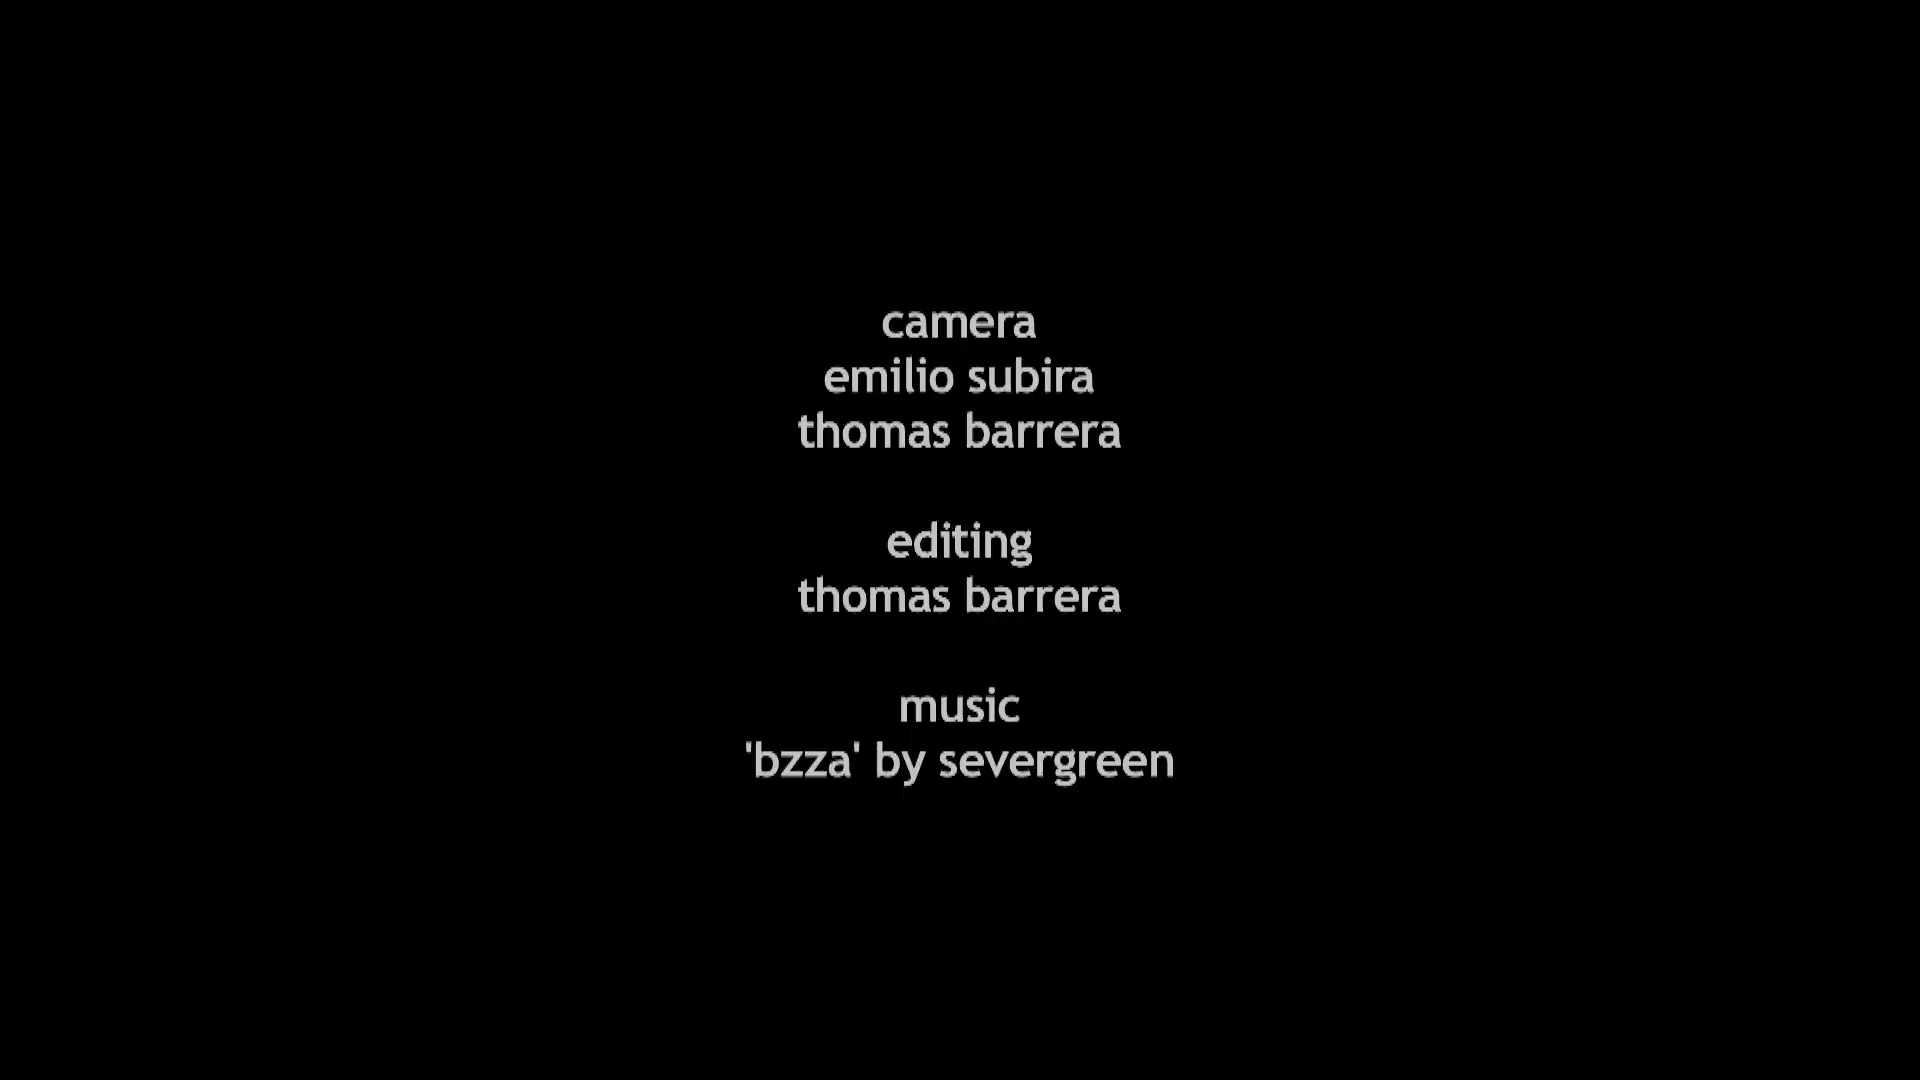 camera
emilio subira
thomas barrera
editing
thomas barrera
music
'bzza' by severgreen